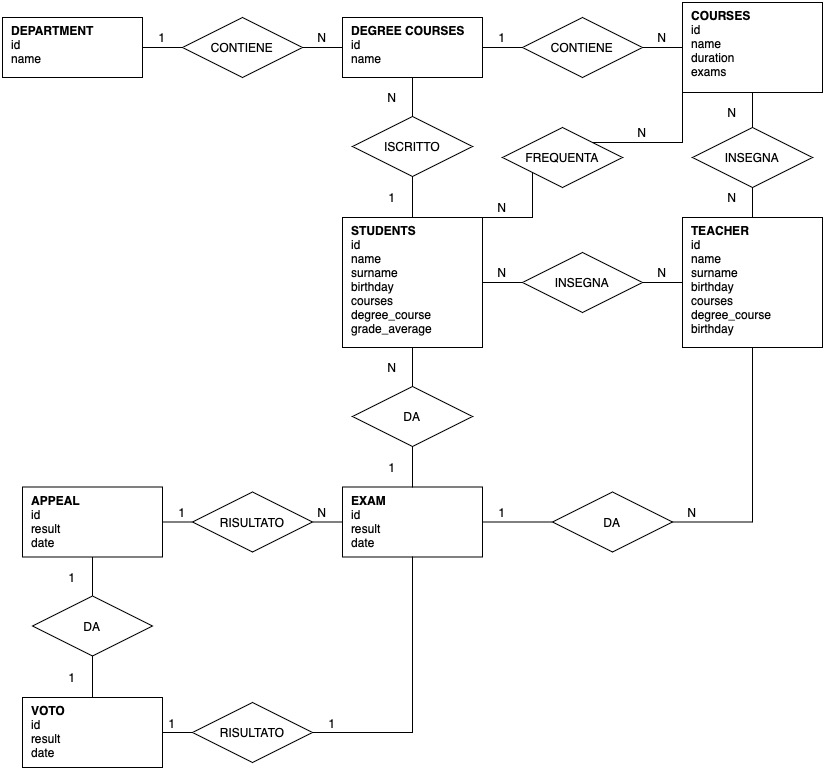 DEPARTMENT
id
name
1
CONTIENE
N
DEGREE COURSES
id
name
1
CONTIENE
N
COURSES
id
name
duration
exams
N
ISCRITTO
1
N
FREQUENTA
N
N
INSEGNA
N
STUDENTS
id
name
surname
birthday
courses
degree_course
grade_average
N
INSEGNA
N
TEACHER
id
name
surname
birthday
courses
degree_course
birthday
N
DA
1
APPEAL
id
result
date
1
RISULTATO
N
EXAM
id
result
date
1
DA
N
1
DA
1
VOTO
id
result
date
1
RISULTATO
1